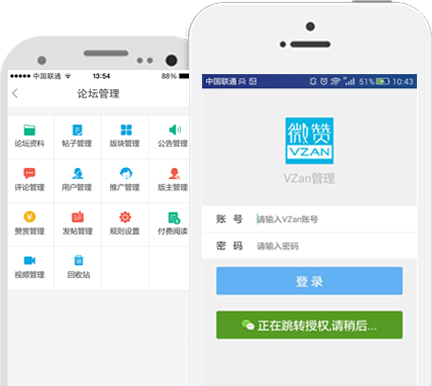 中国联通 13:54 88%
论坛管理
论坛资料 帖子管理 版块管理 公告管理
评论管理 用户管理 推广管理 版主管理
赞赏管理 发帖管理 规则设置 付费阅读
视频管理 回收站
中国联通 51% 10:43
微赞
VZAN
VZan管理
账 号 请输入VZan账号
密 码 请输入密码
登 录
正在跳转授权,请稍后...